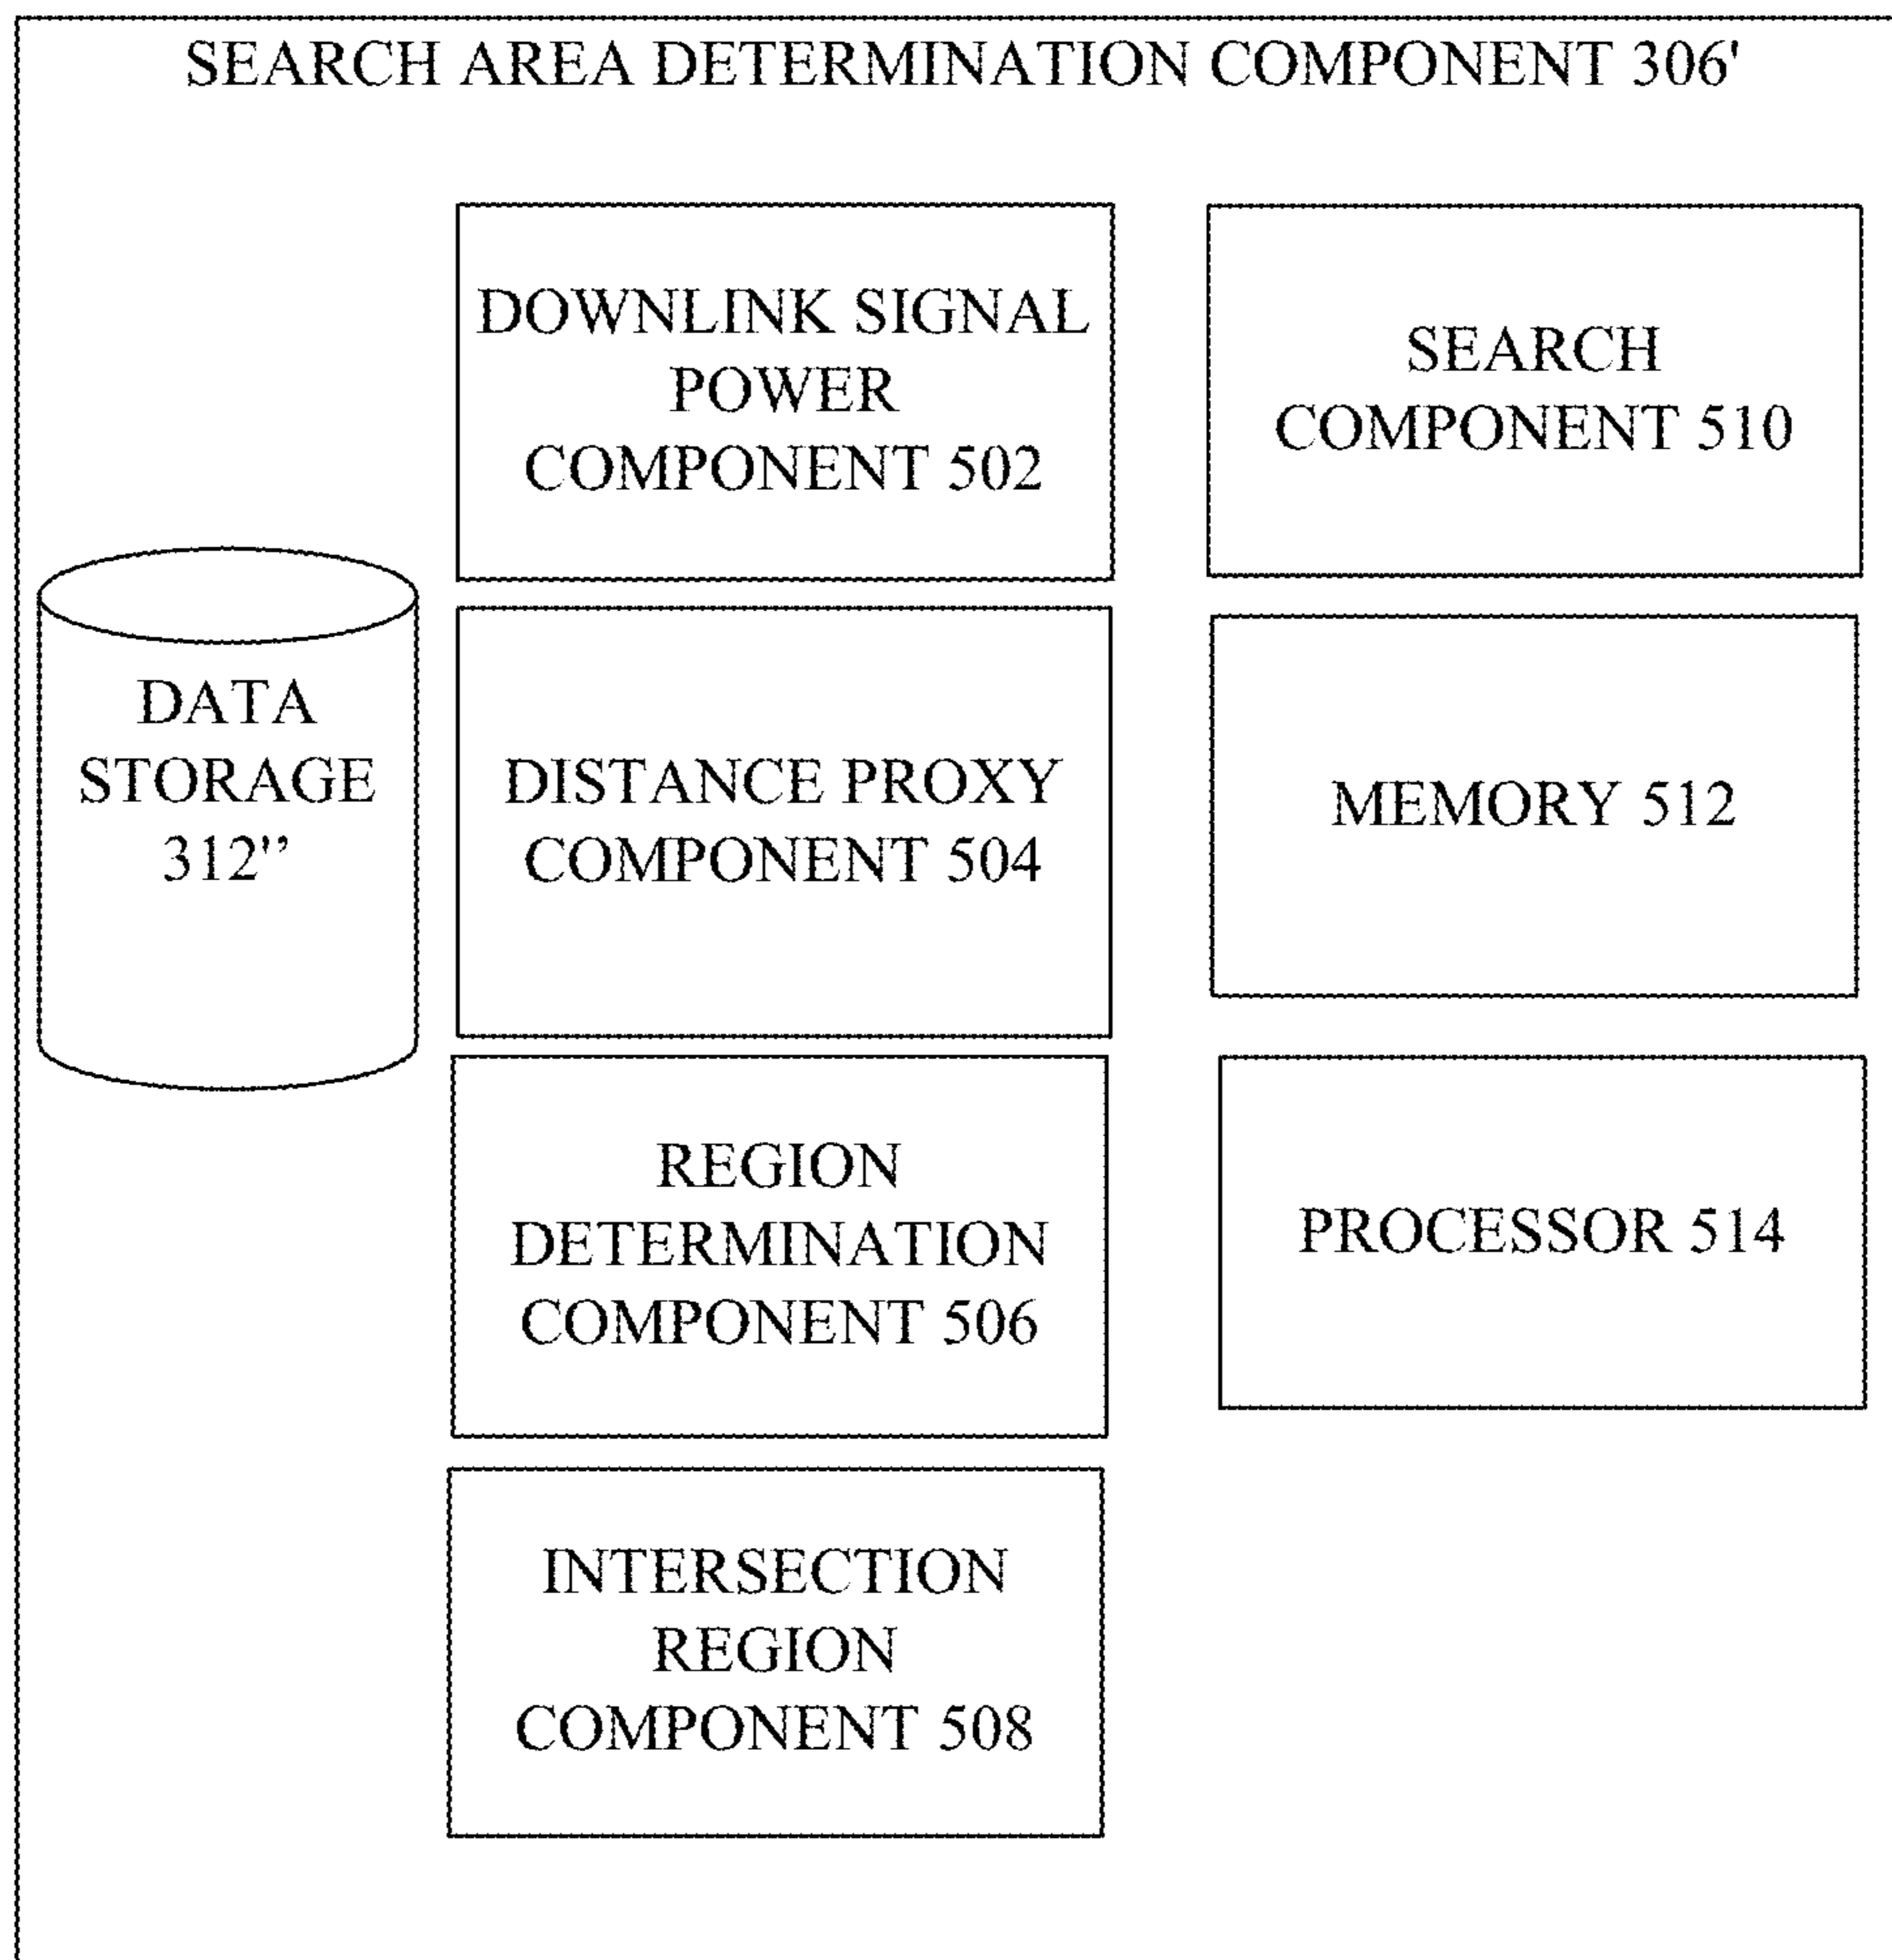 SEARCH AREA DETERMINATION COMPONENT 306'
DOWNLINK SIGNAL
POWER
COMPONENT 502
SEARCH
COMPONENT 510
DATA
STORAGE
312'’
DISTANCE PROXY
COMPONENT 504
MEMORY 512
REGION
DETERMINATION
COMPONENT 506
PROCESSOR 514
INTERSECTION
REGION
COMPONENT 508